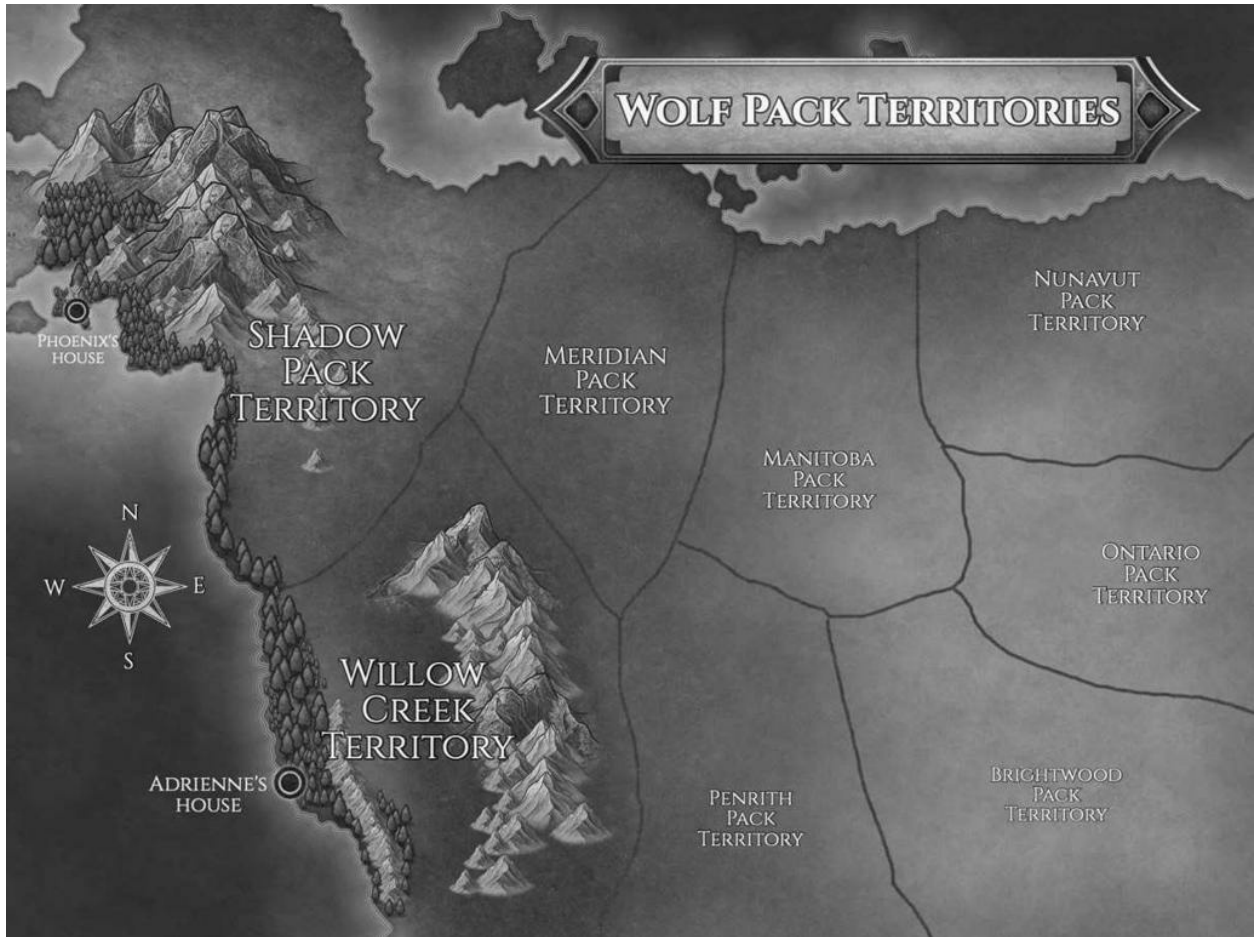 WOLF PACK TERRITORIES
NUNAVUT
PACK
TERRITORY
PHOENIX'S
HOUSE
SHADOW
PACK
TERRITORY
MERIDIAN
PACK
TERRITORY
MANITOBA
PACK
TERRITORY
N
W
E
S
ONTARIO
PACK
TERRITORY
WILLOW
CREEK
TERRITORY
ADRIENNE'S
HOUSE
PENRITH
PACK
TERRITORY
BRIGHTWOOD
PACK
TERRITORY